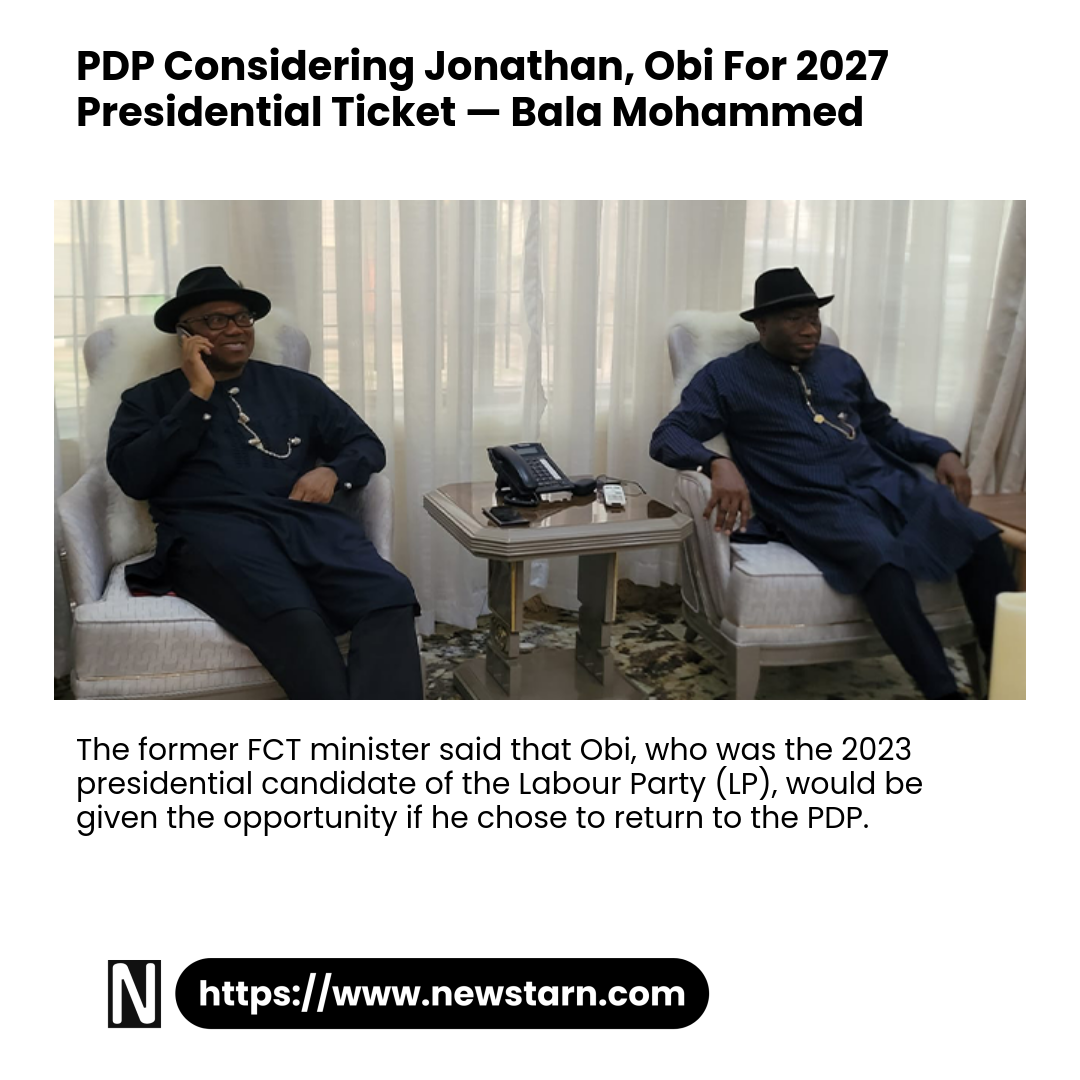 PDP Considering Jonathan, Obi For 2027
Presidential Ticket — Bala Mohammed
The former FCT minister said that Obi, who was the 2023
presidential candidate of the Labour Party (LP), would be
given the opportunity if he chose to return to the PDP.
N https://www.newstarn.com